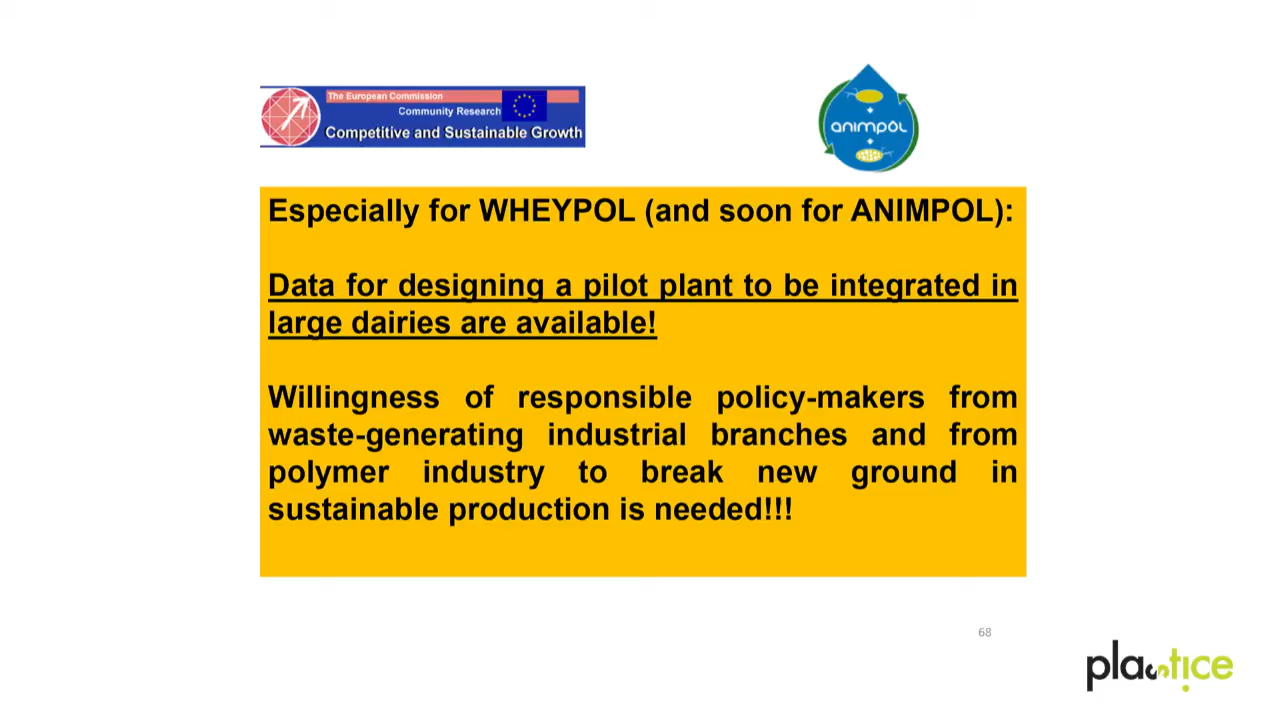 The European Commission
Community Research
Competitive and Sustainable Growth
anımpol
Especially for WHEYPOL (and soon for ANIMPOL):
Data for designing a pilot plant to be integrated in
large dairies are available!
Willingness of responsible policy-makers from
waste-generating industrial branches and from
polymer industry to break new ground in
sustainable production is needed!!!
68
plastice